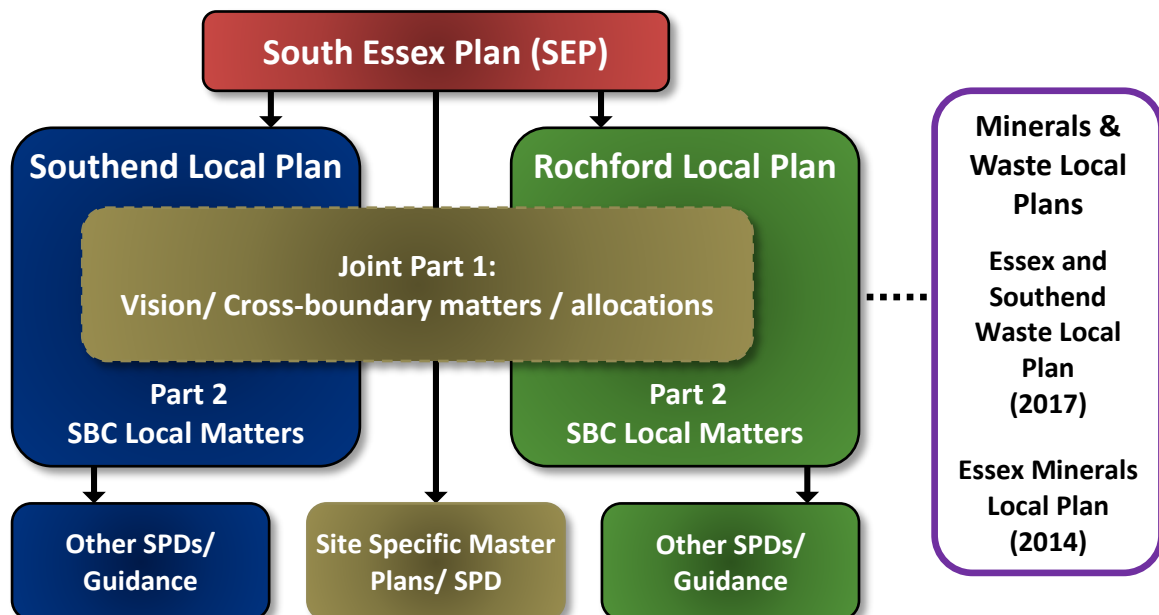 South Essex Plan (SEP)
Southend Local Plan
Rochford Local Plan
Joint Part 1:
Vision/ Cross-boundary matters / allocations
Part 2
SBC Local Matters
Part 2
SBC Local Matters
Other SPDs/
Guidance
Site Specific Master
Plans/ SPD
Other SPDs/
Guidance
Minerals &
Waste Local
Plans
Essex and
Southend
Waste Local
Plan
(2017)
Essex Minerals
Local Plan
(2014)